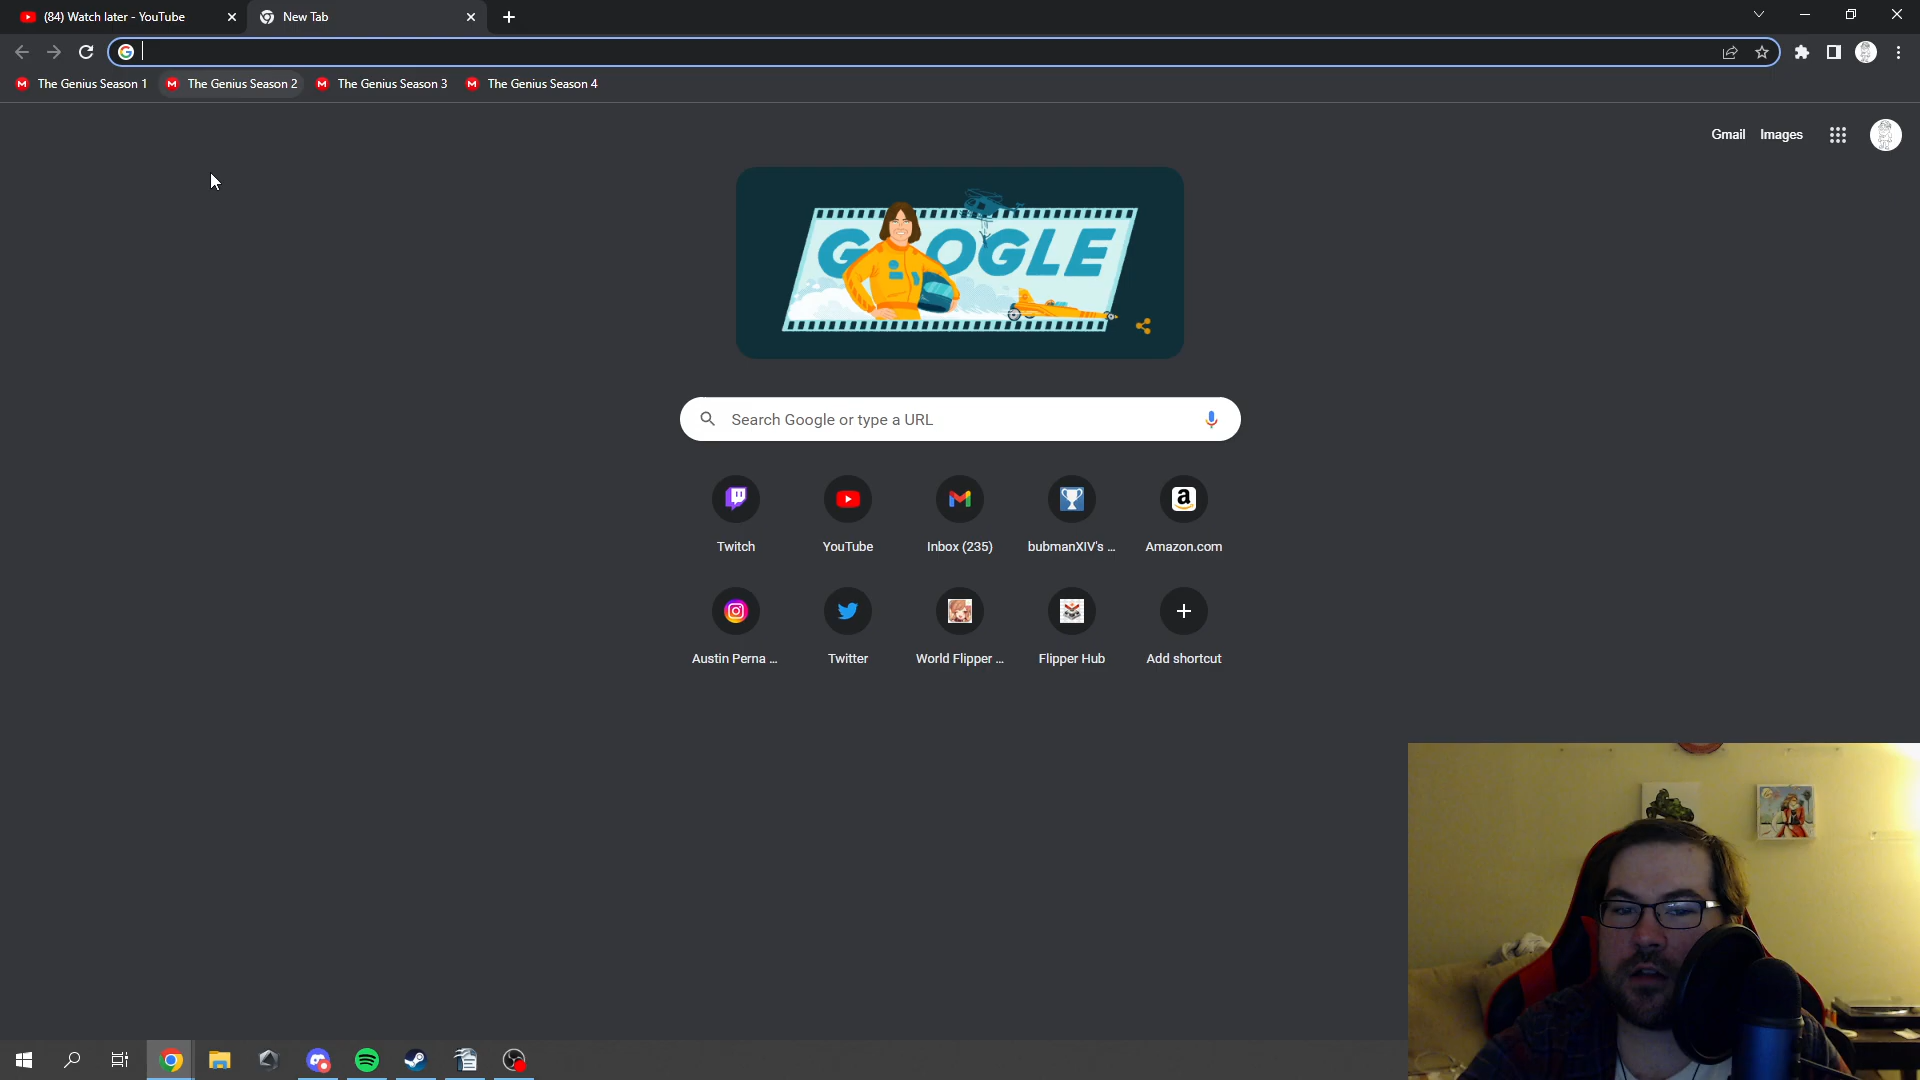 (84) Watch later - YouTube
New Tab
The Genius Season 1
The Genius Season 2
The Genius Season 3
The Genius Season 4
Gmail
Images
GOOGLE
Search Google or type a URL
Twitch
YouTube
Inbox (235)
bubmanXIV's ...
Amazon.com
Austin Perna ...
Twitter
World Flipper ...
Flipper Hub
Add shortcut